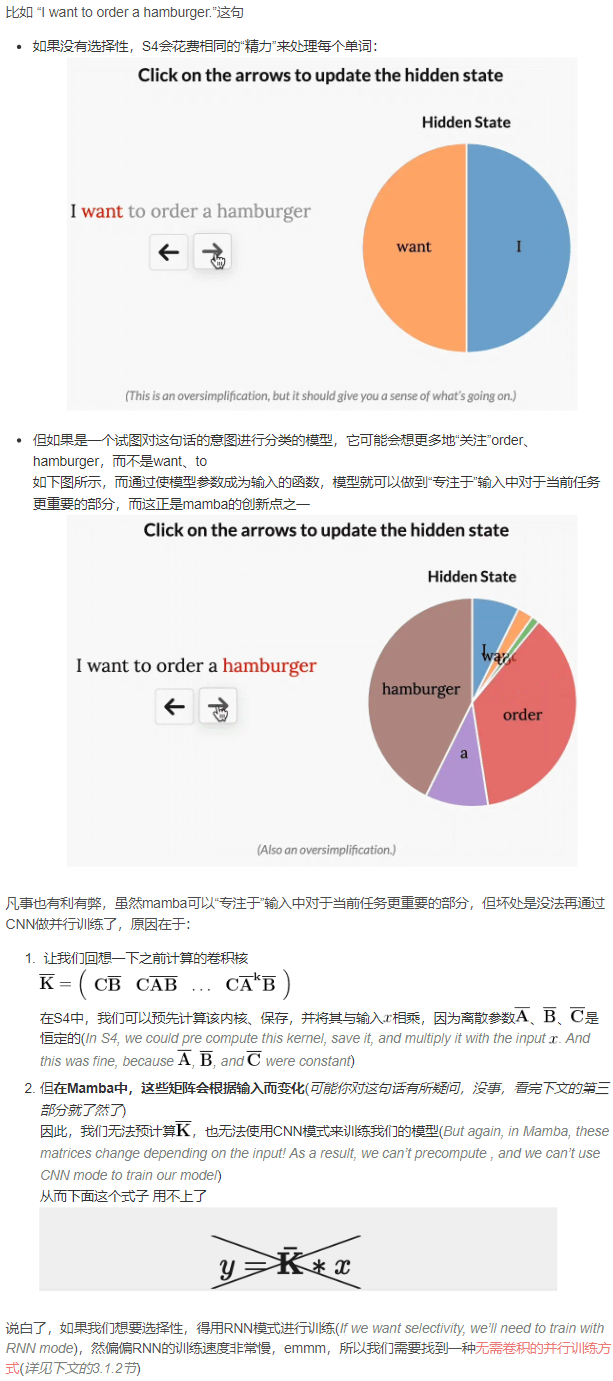 比如 “I want to order a hamburger.”这句
如果没有选择性，S4会花费相同的“精力”来处理每个单词：
Click on the arrows to update the hidden state
Hidden State
I want to order a hamburger
want
I
(This is an oversimplification, but it should give you a sense of what's going on.)
但如果是一个试图对这句话的意图进行分类的模型，它可能会想更多地“关注”order、
hamburger，而不是want、to
如下图所示，而通过使模型参数成为输入的函数，模型就可以做到“专注于”输入中对于当前任务
更重要的部分，而这正是mamba的创新点之一
Click on the arrows to update the hidden state
Hidden State
I want to order a hamburger
I
want
to
hamburger
order
a
(Also an oversimplification.)
凡事也有利有弊，虽然mamba可以“专注于”输入中对于当前任务更重要的部分，但坏处是没法再通过
CNN做并行训练了，原因在于：
1. 让我们回想一下之前计算的卷积核
K̅ = ( CB̅ CA̅B̅ … CA̅ᵏB̅ )
在S4中，我们可以预先计算该内核、保存，并将其与输入x相乘，因为离散参数A̅、B̅、C̅是
恒定的(In S4, we could pre compute this kernel, save it, and multiply it with the input x. And
this was fine, because A̅, B̅, and C̅ were constant)
2. 但在Mamba中，这些矩阵会根据输入而变化(可能你对这句话有所疑问，没事，看完下文的第三
部分就了然了)
因此，我们无法预计算K̅，也无法使用CNN模式来训练我们的模型(But again, in Mamba, these
matrices change depending on the input! As a result, we can't precompute , and we can't use
CNN mode to train our model)
从而下面这个式子 用不上了
y = K̅ ∗ x
说白了，如果我们想要选择性，得用RNN模式进行训练(If we want selectivity, we'll need to train with
RNN mode)，然偏偏RNN的训练速度非常慢，emmm，所以我们需要找到一种无需卷积的并行训练方
式(详见下文的3.1.2节)